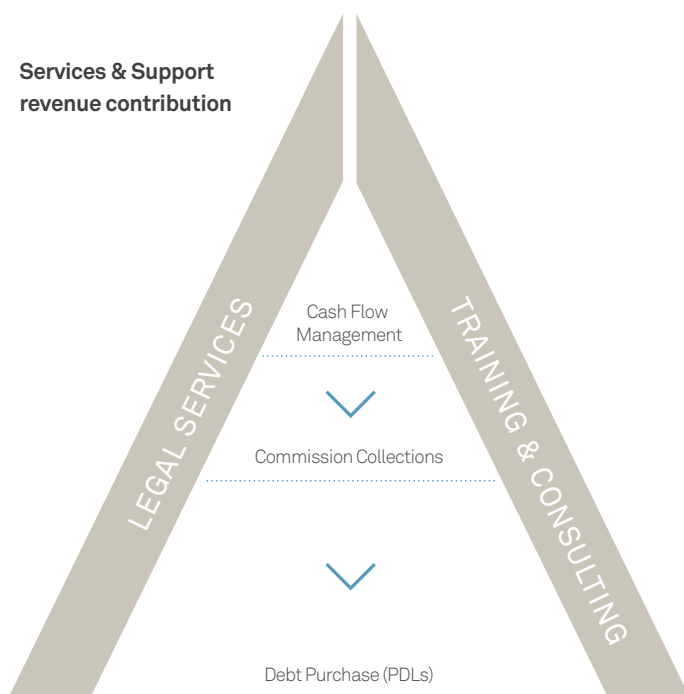 Services & Support
revenue contribution
LEGAL SERVICES
TRAINING & CONSULTING
Cash Flow
Management
Commission Collections
Debt Purchase (PDLs)